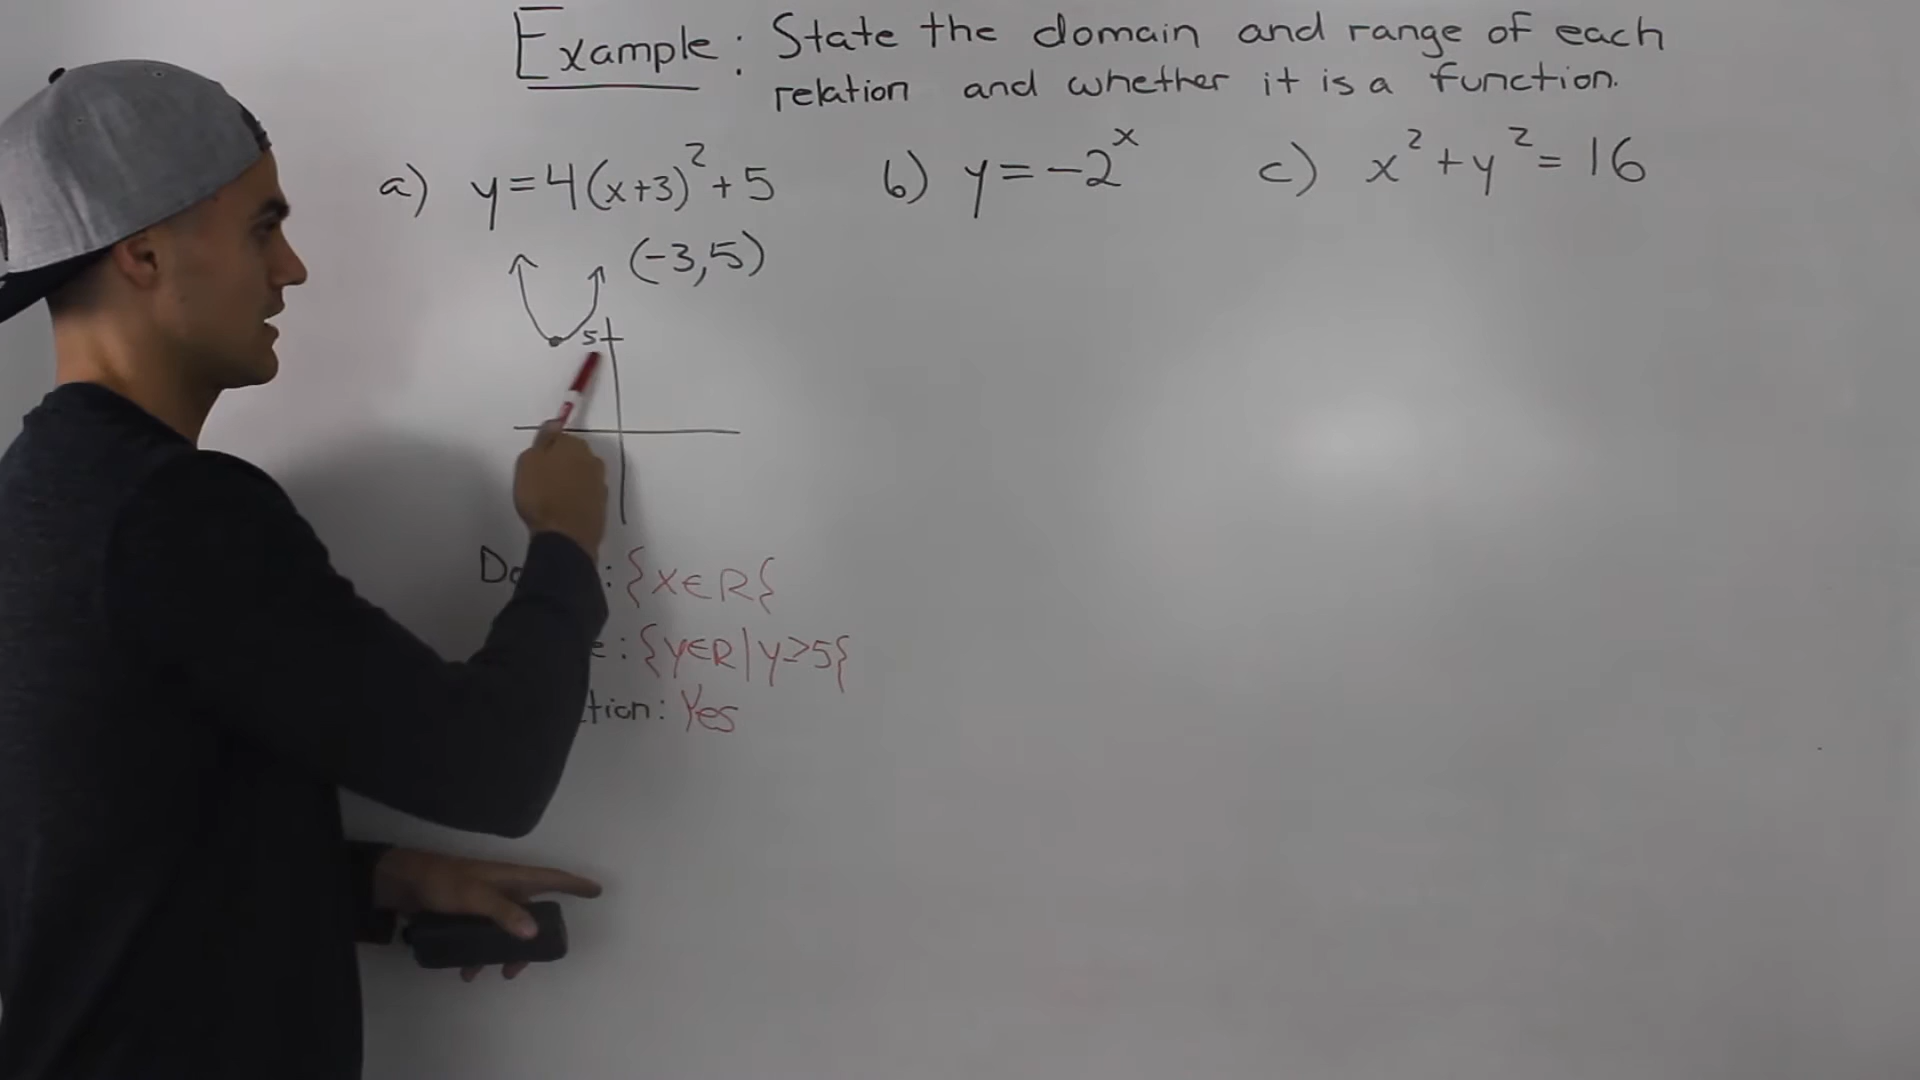 Example: State the domain and range of each
relation and whether it is a function.
a) y=4(x+3)²+5
b) y=-2ˣ
c) x²+y²=16
(-3,5)
5
: {x∈R}
: {y∈R|y≥5}
: Yes